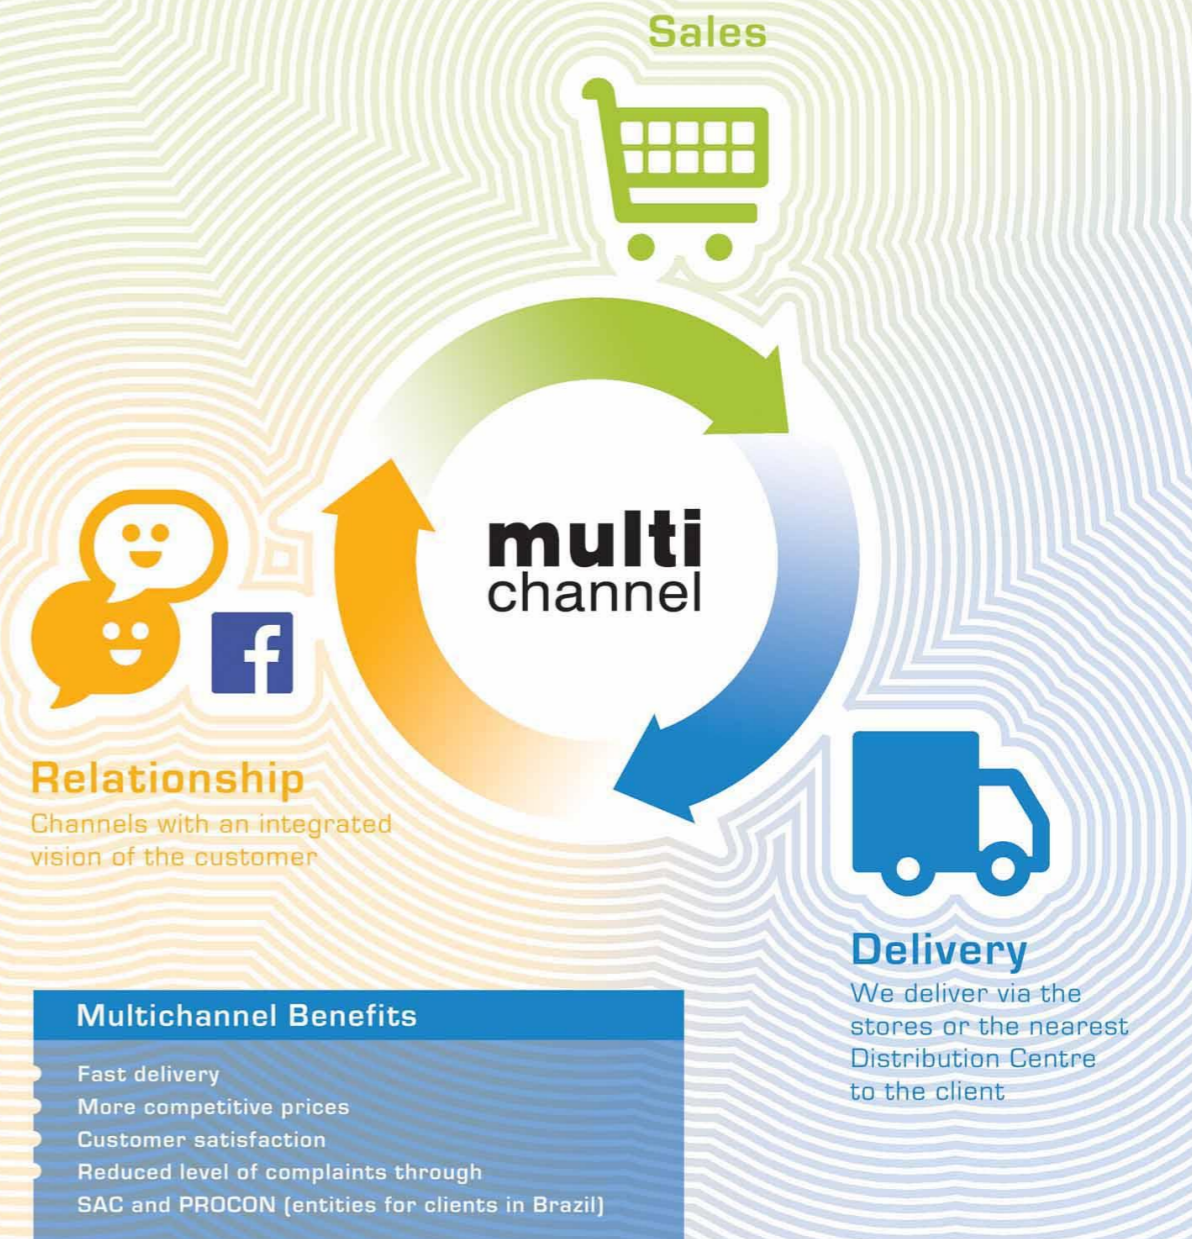 Sales
multi
channel
f
Relationship
Channels with an integrated
vision of the customer
Delivery
We deliver via the
stores or the nearest
Distribution Centre
to the client
Multichannel Benefits
Fast delivery
More competitive prices
Customer satisfaction
Reduced level of complaints through
SAC and PROCON (entities for clients in Brazil)